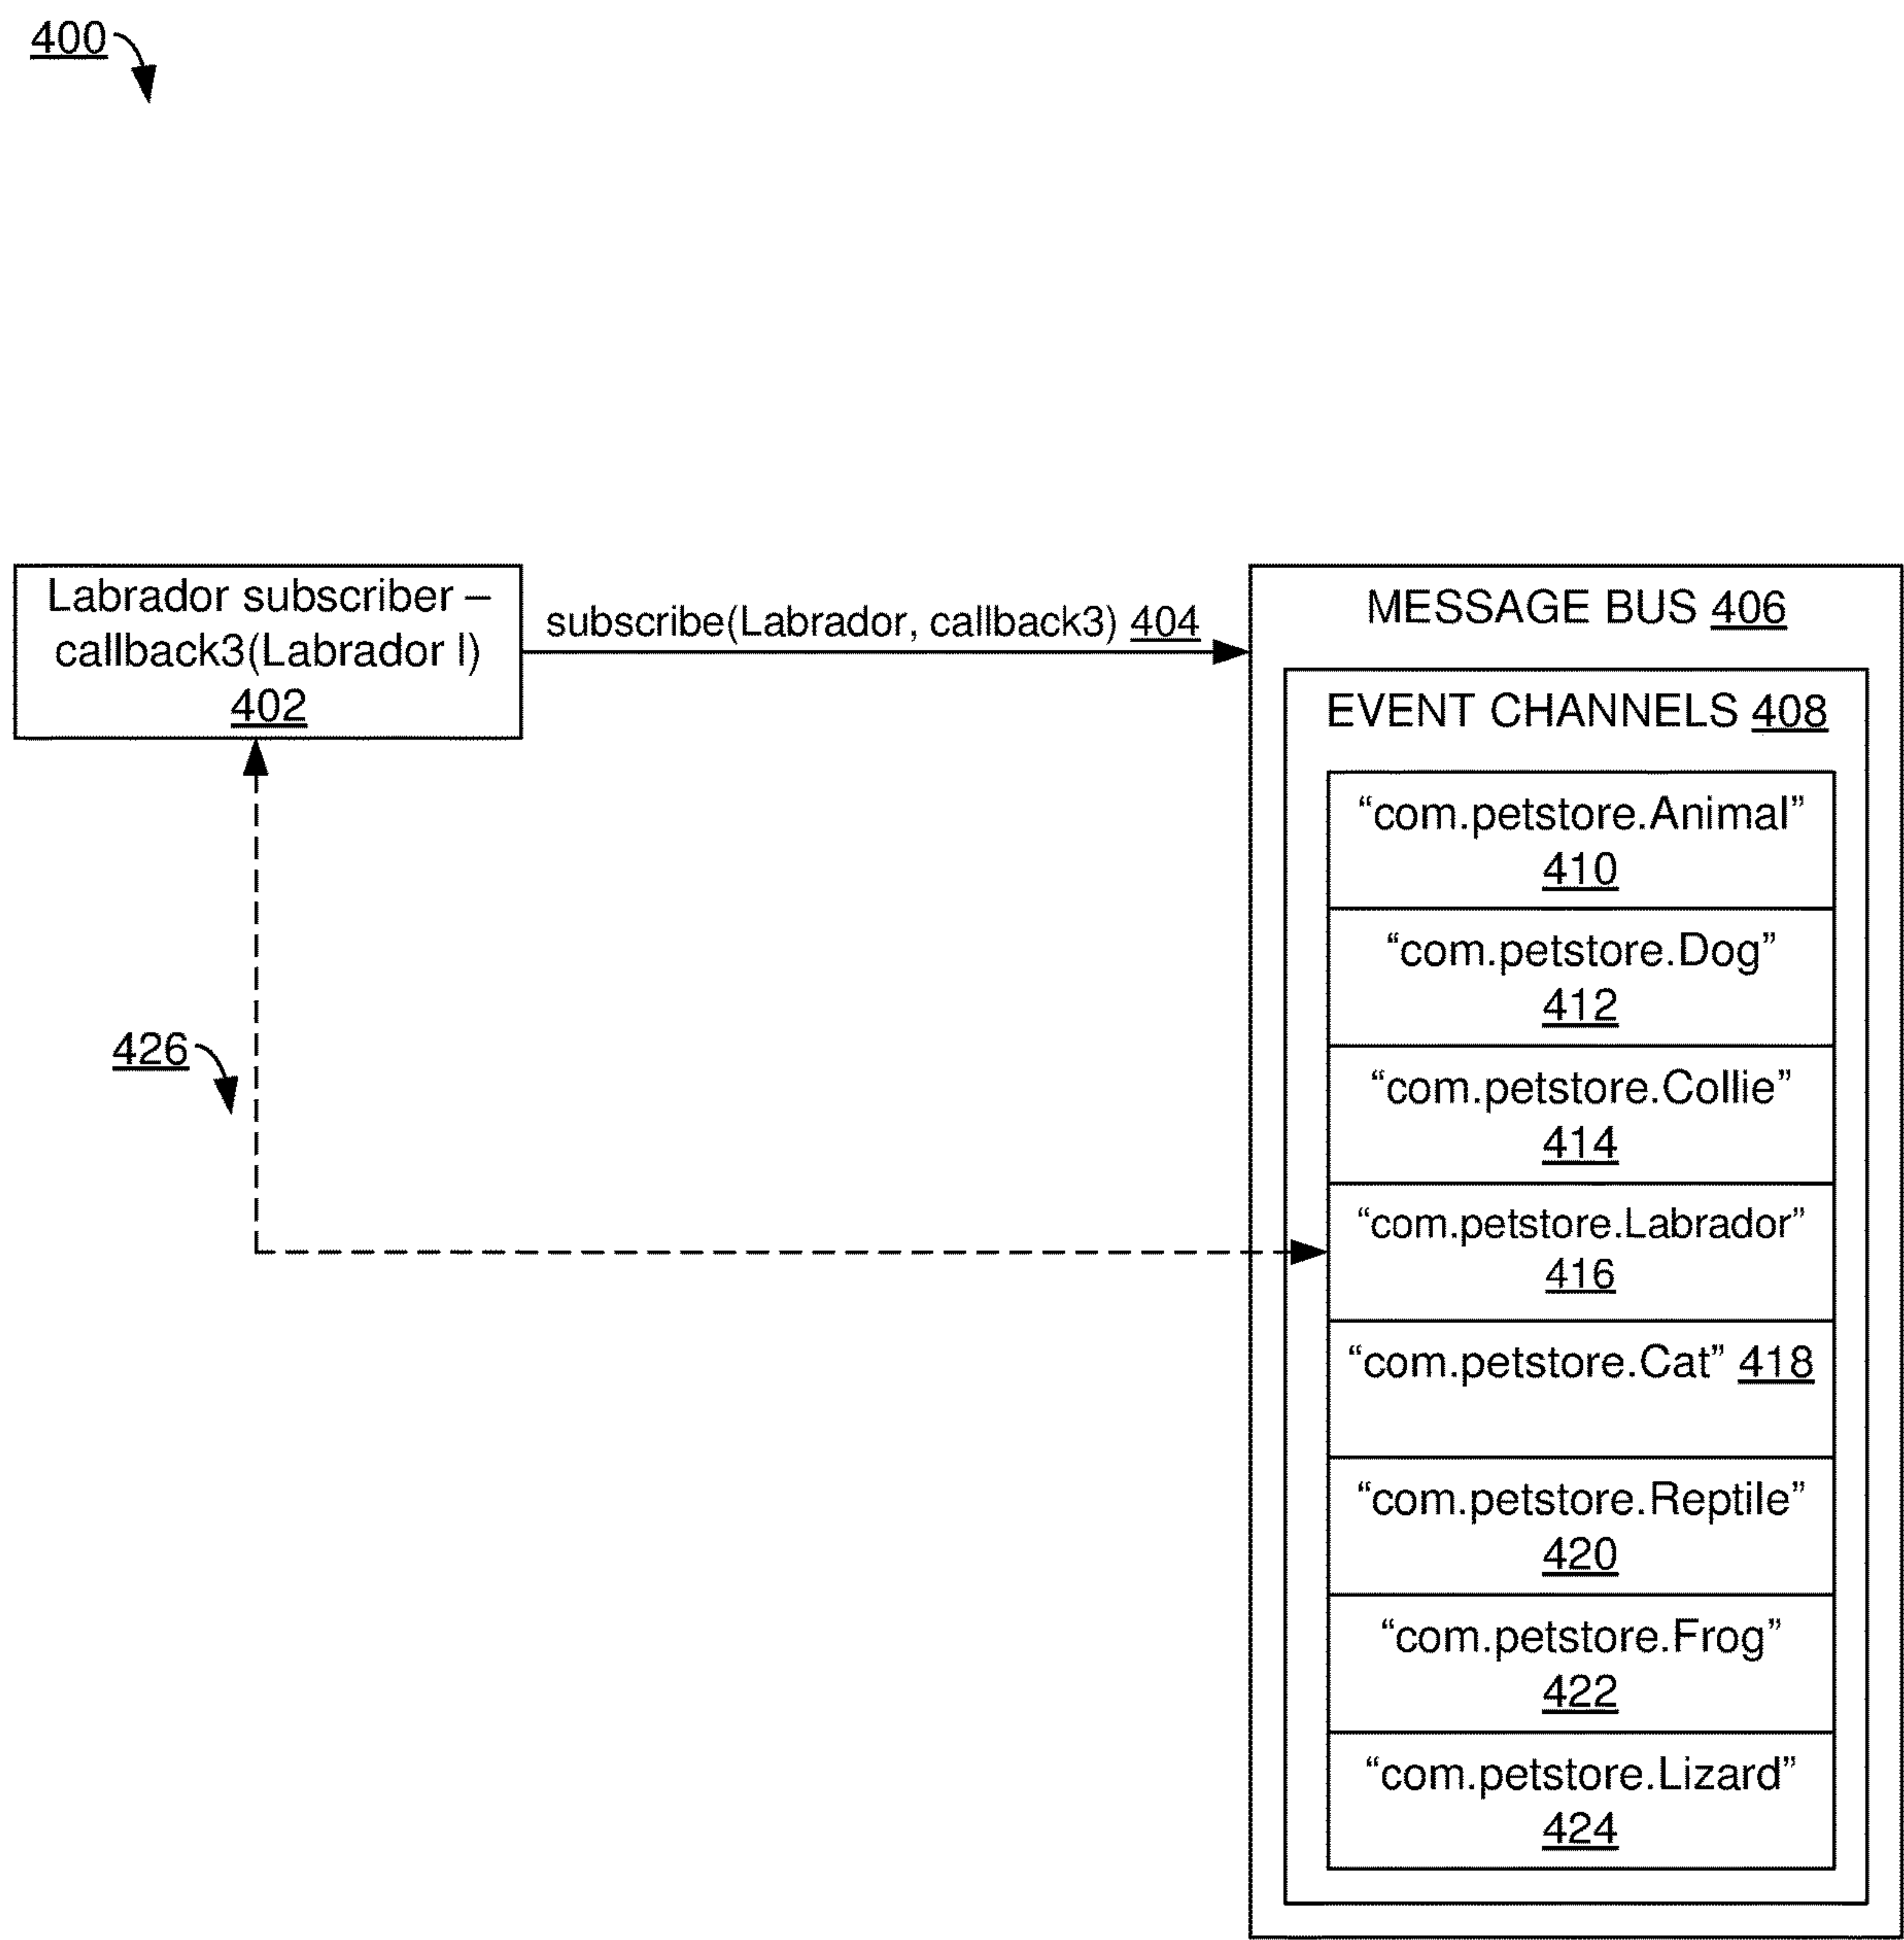 400
Labrador subscriber –
callback3(Labrador l)
402
subscribe(Labrador, callback3) 404
MESSAGE BUS 406
EVENT CHANNELS 408
“com.petstore.Animal”
410
“com.petstore.Dog”
412
“com.petstore.Collie”
414
426
“com.petstore.Labrador”
416
“com.petstore.Cat” 418
“com.petstore.Reptile”
420
“com.petstore.Frog”
422
“com.petstore.Lizard”
424